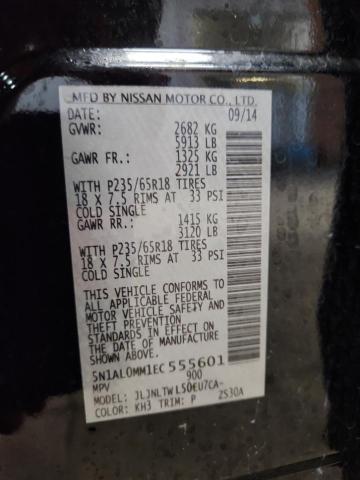 MFD BY NISSAN MOTOR CO., LTD.
DATE: 09/14
GVWR: 2682 KG
5913 LB
GAWR FR.: 1325 KG
2921 LB
WITH P235/65R18 TIRES
18 X 7.5 RIMS AT 33 PSI
COLD SINGLE
GAWR RR.: 1415 KG
3120 LB
WITH P235/65R18 TIRES
18 X 7.5 RIMS AT 33 PSI
COLD SINGLE
THIS VEHICLE CONFORMS TO
ALL APPLICABLE FEDERAL
MOTOR VEHICLE SAFETY
BUMPER, AND
THEFT PREVENTION
STANDARDS IN EFFECT ON
THE DATE OF MANUFACTURE
SHOWN ABOVE.
5N1AL0MM1EC555601
MPV 900
MODEL: JLJNLTW L50EU7CA-
COLOR: KH3 TRIM: P 2S30A